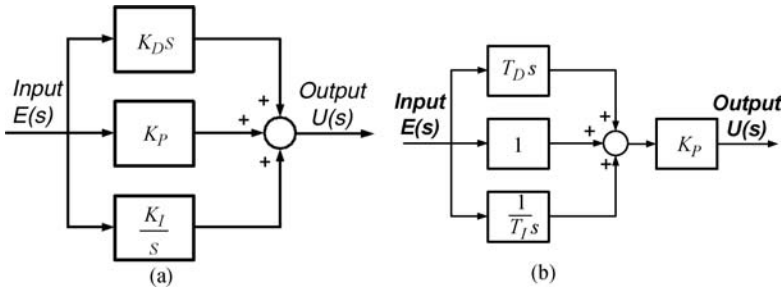 K_D S
Input
E(s)
K_P
Output
U(s)
+
+
+
K_I
S
(a)
T_D s
Input
E(s)
1
Output
U(s)
+
+
+
K_P
1
T_I s
(b)